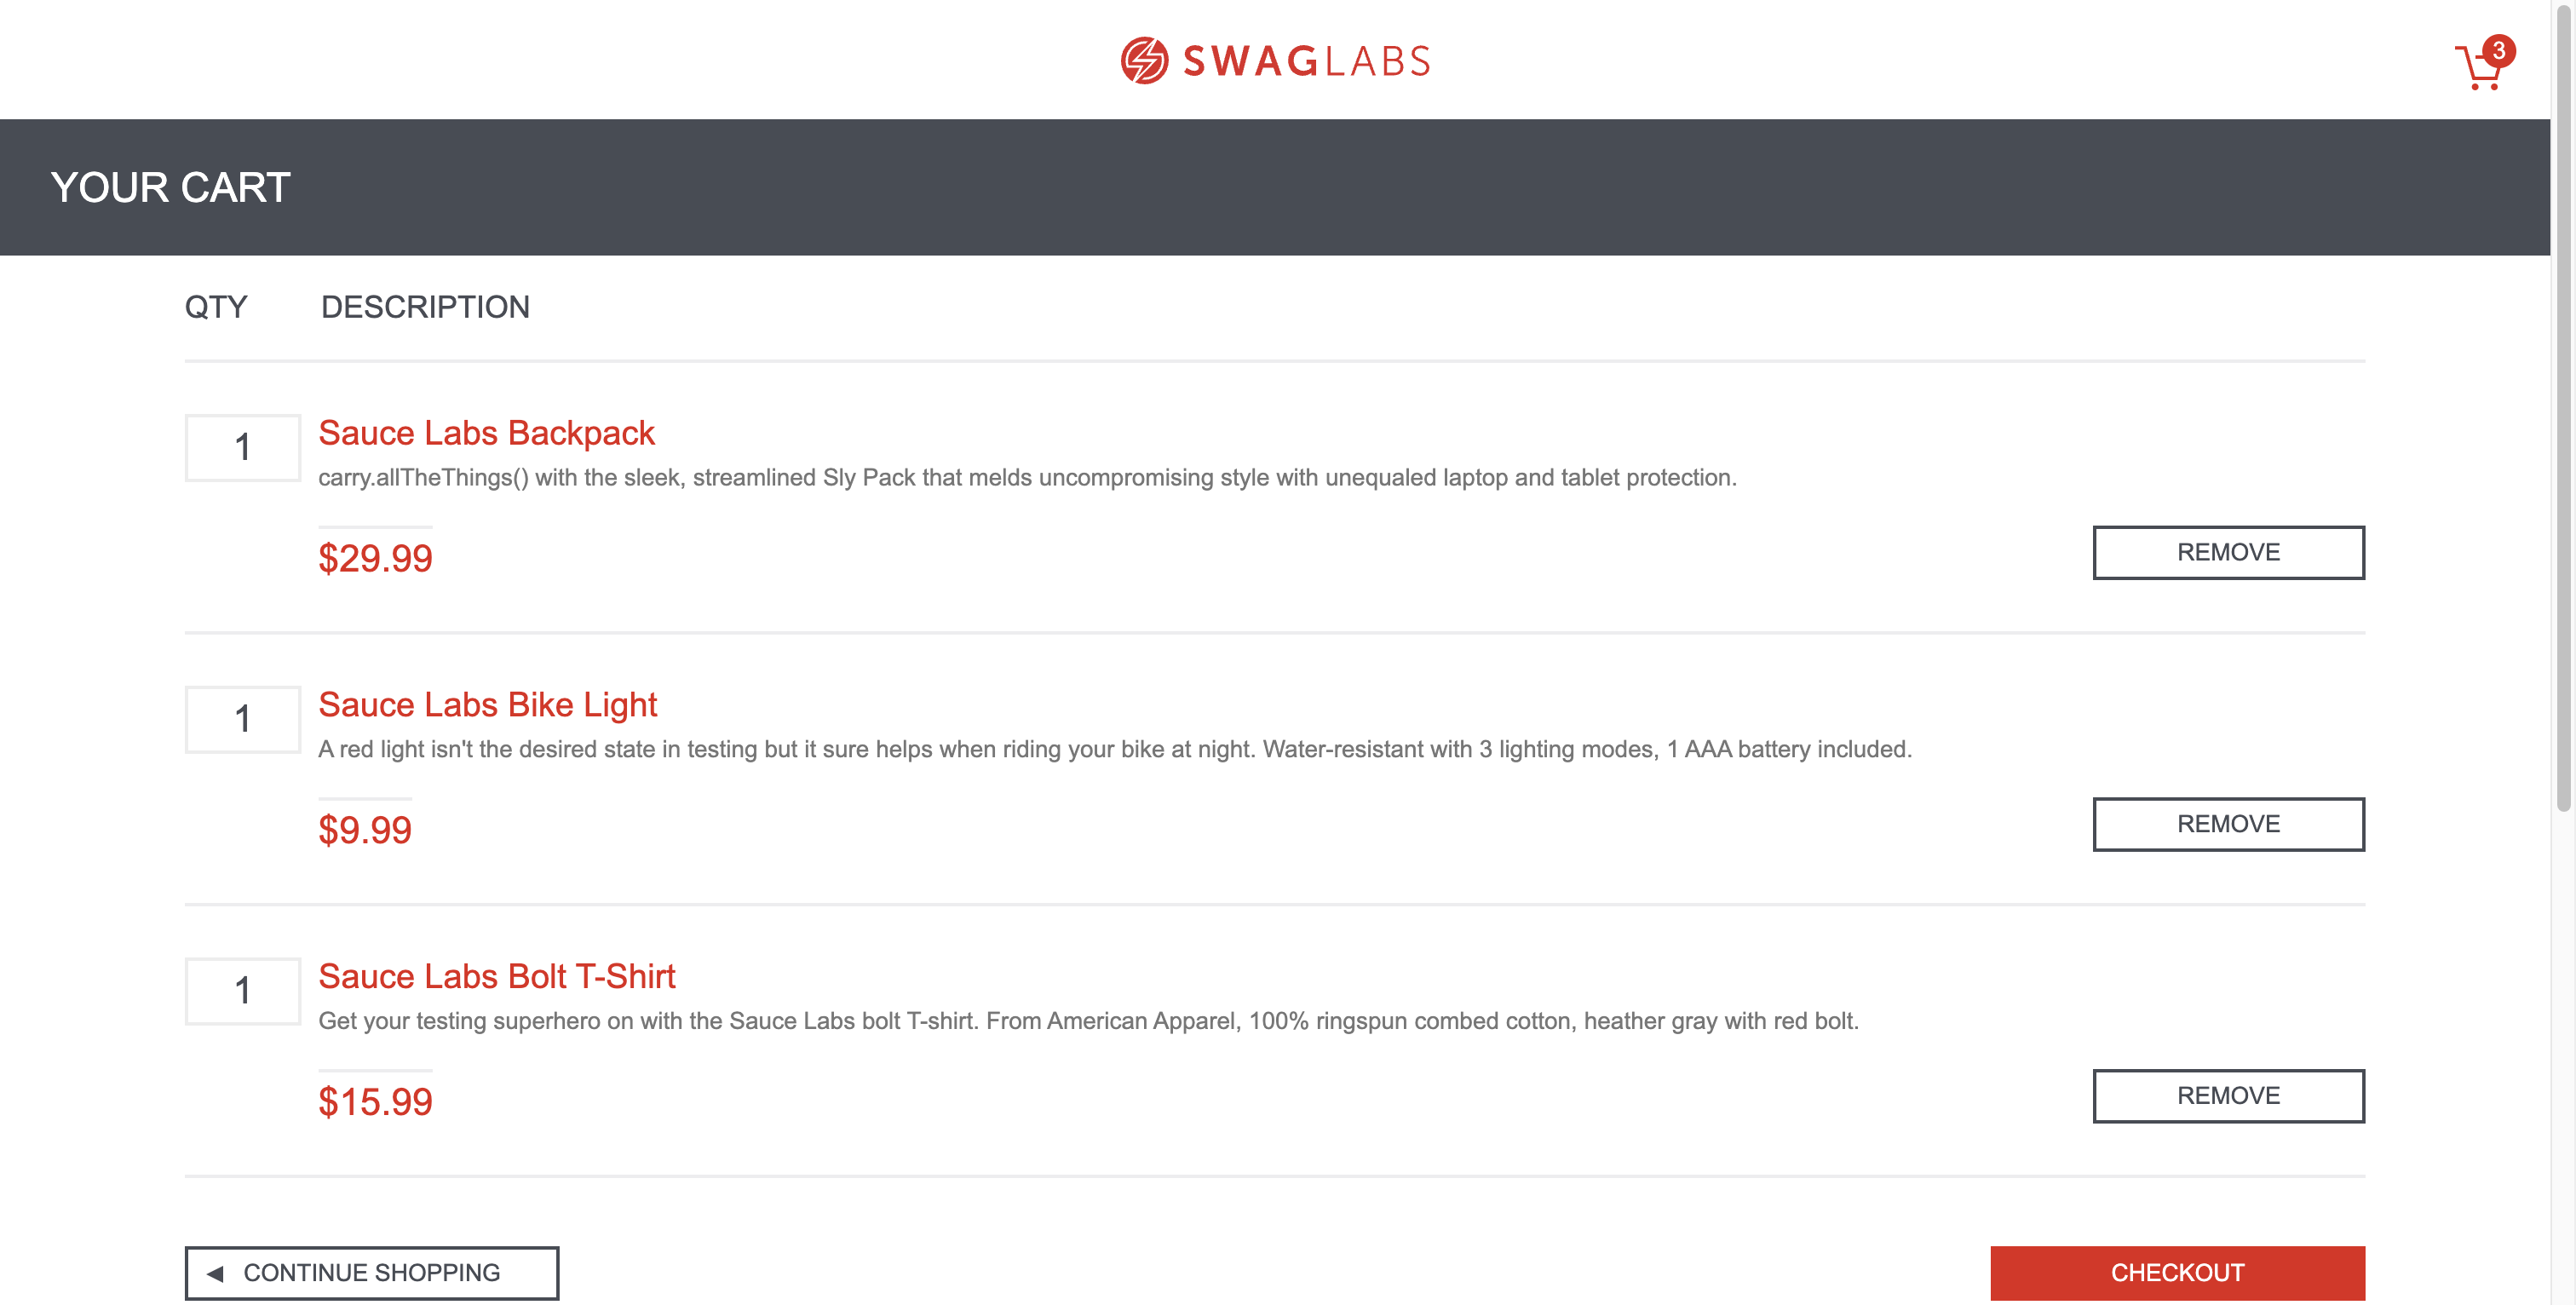 SWAGLABS
3
YOUR CART
QTY DESCRIPTION
1 Sauce Labs Backpack
carry.allTheThings() with the sleek, streamlined Sly Pack that melds uncompromising style with unequaled laptop and tablet protection.
$29.99 REMOVE
1 Sauce Labs Bike Light
A red light isn't the desired state in testing but it sure helps when riding your bike at night. Water-resistant with 3 lighting modes, 1 AAA battery included.
$9.99 REMOVE
1 Sauce Labs Bolt T-Shirt
Get your testing superhero on with the Sauce Labs bolt T-shirt. From American Apparel, 100% ringspun combed cotton, heather gray with red bolt.
$15.99 REMOVE
CONTINUE SHOPPING CHECKOUT